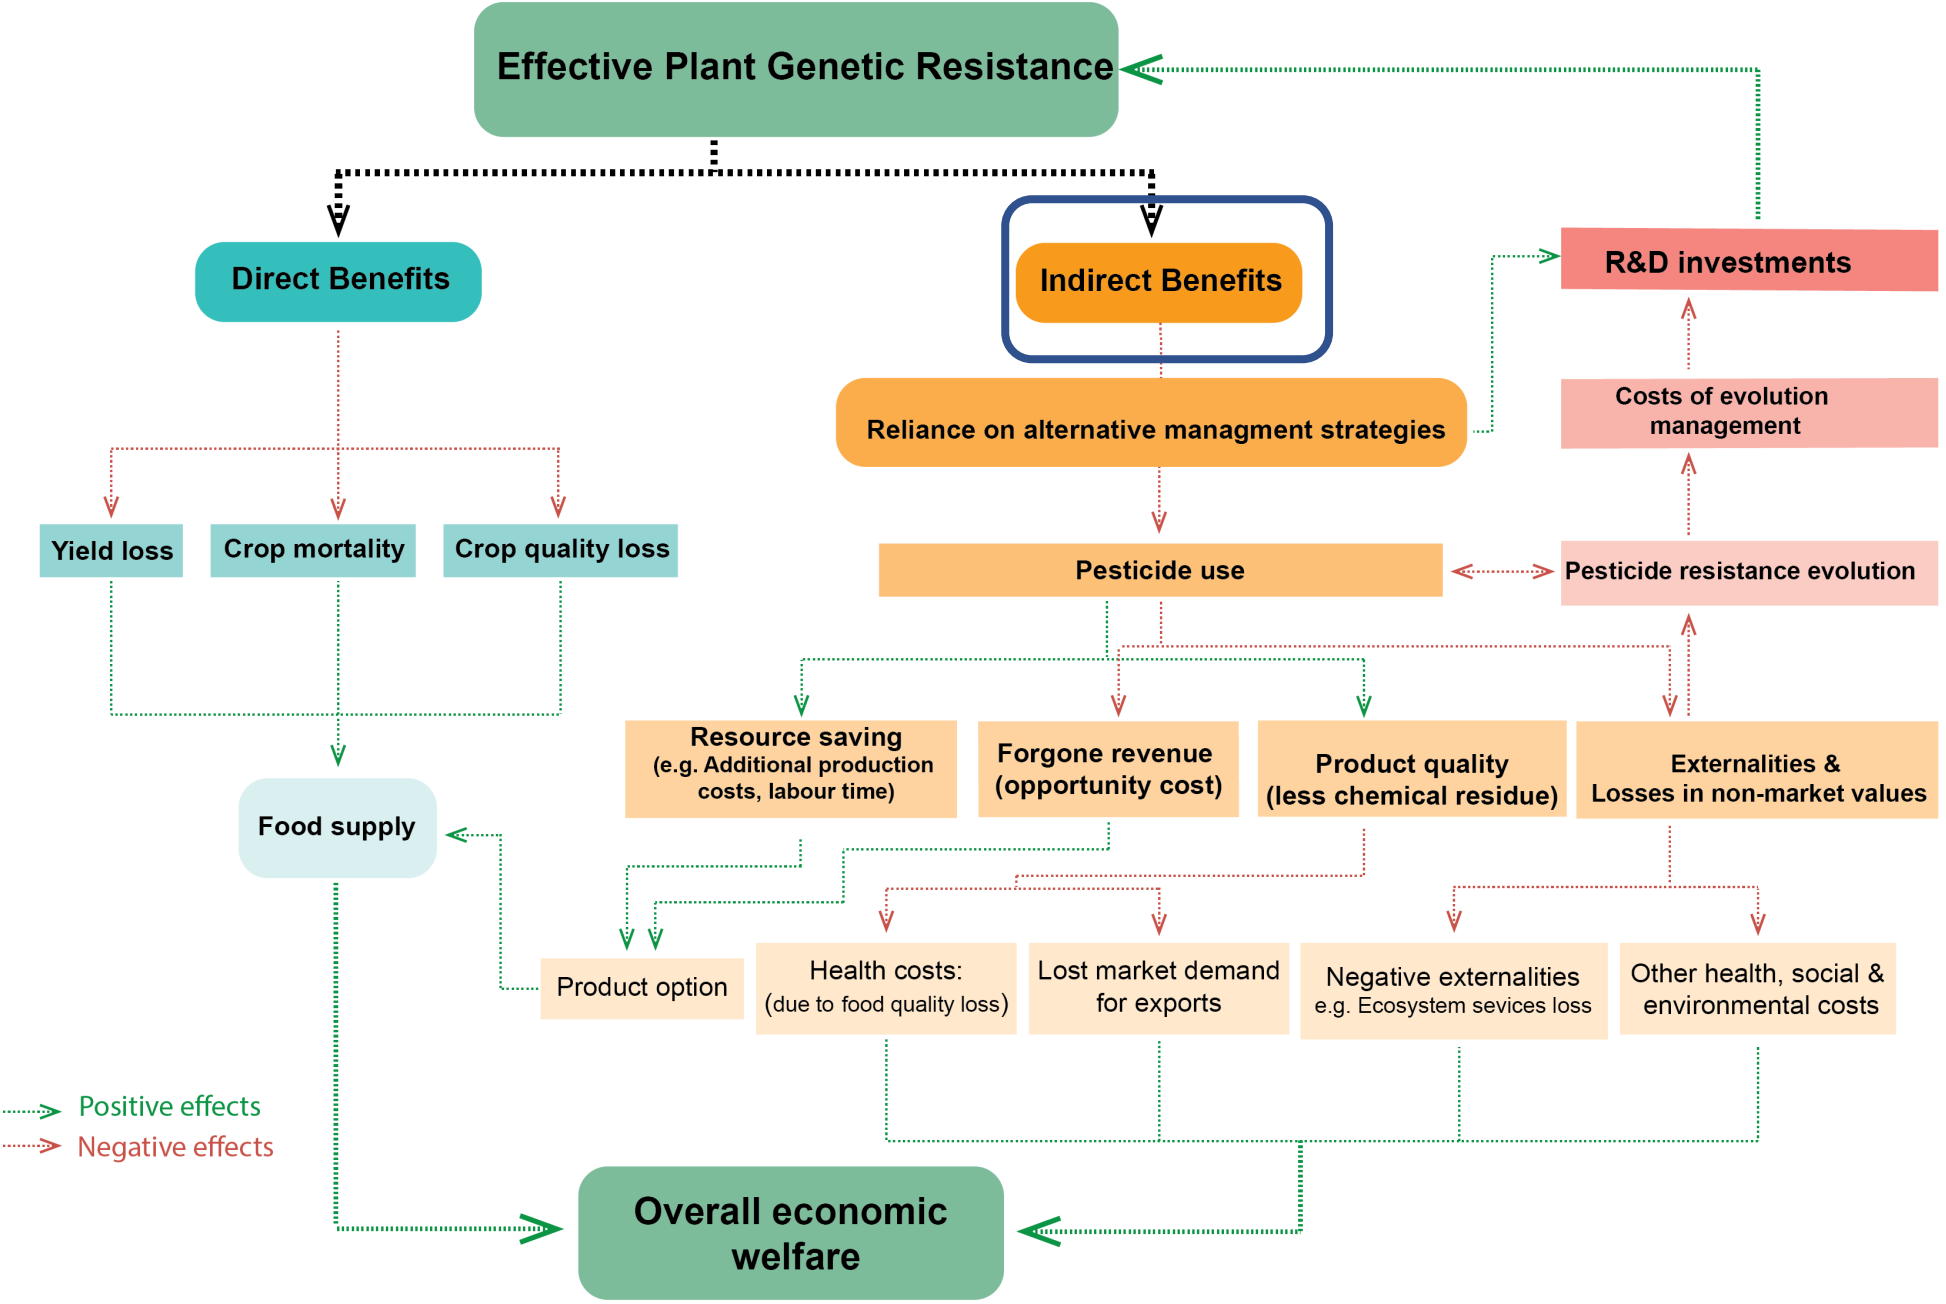 Effective Plant Genetic Resistance
Direct Benefits
Indirect Benefits
R&D investments
Reliance on alternative managment strategies
Costs of evolution
management
Yield loss
Crop mortality
Crop quality loss
Pesticide use
Pesticide resistance evolution
Resource saving
(e.g. Additional production
costs, labour time)
Forgone revenue
(opportunity cost)
Product quality
(less chemical residue)
Externalities &
Losses in non-market values
Food supply
Product option
Health costs:
(due to food quality loss)
Lost market demand
for exports
Negative externalities
e.g. Ecosystem sevices loss
Other health, social &
environmental costs
Positive effects
Negative effects
Overall economic
welfare